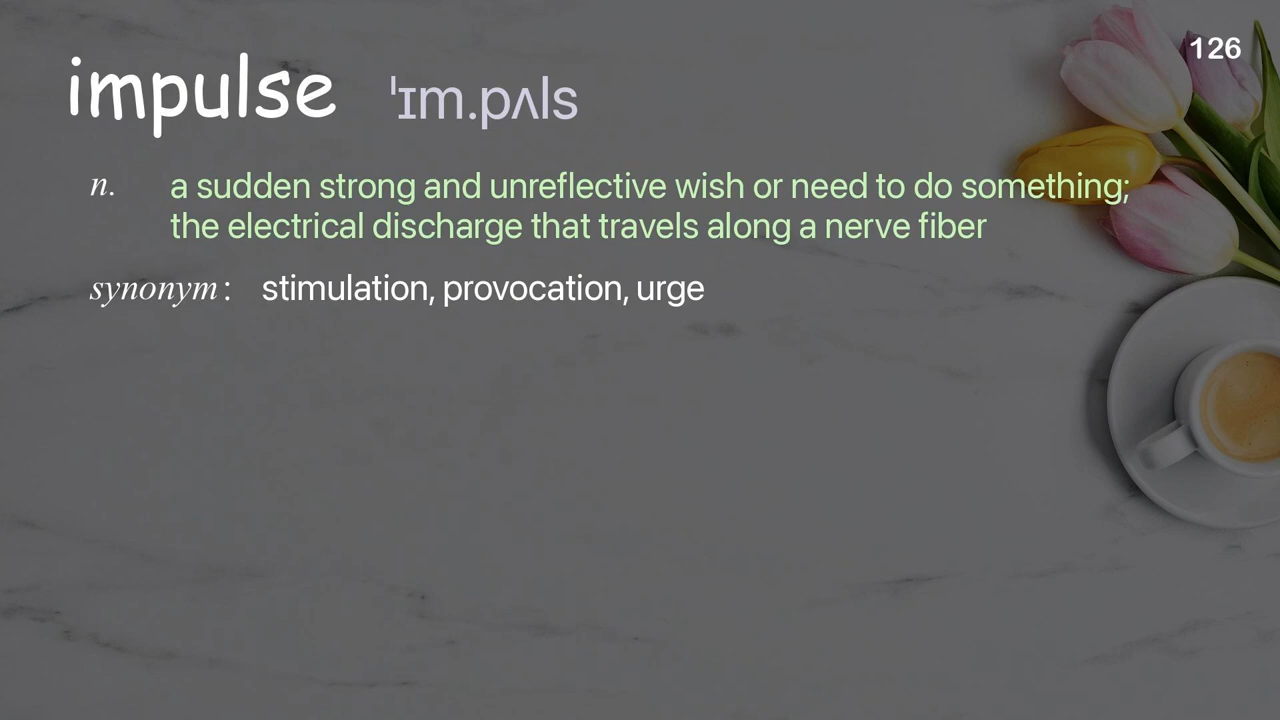 126
impulse ˈɪm.pʌls
n. a sudden strong and unreflective wish or need to do something;
the electrical discharge that travels along a nerve fiber
synonym : stimulation, provocation, urge